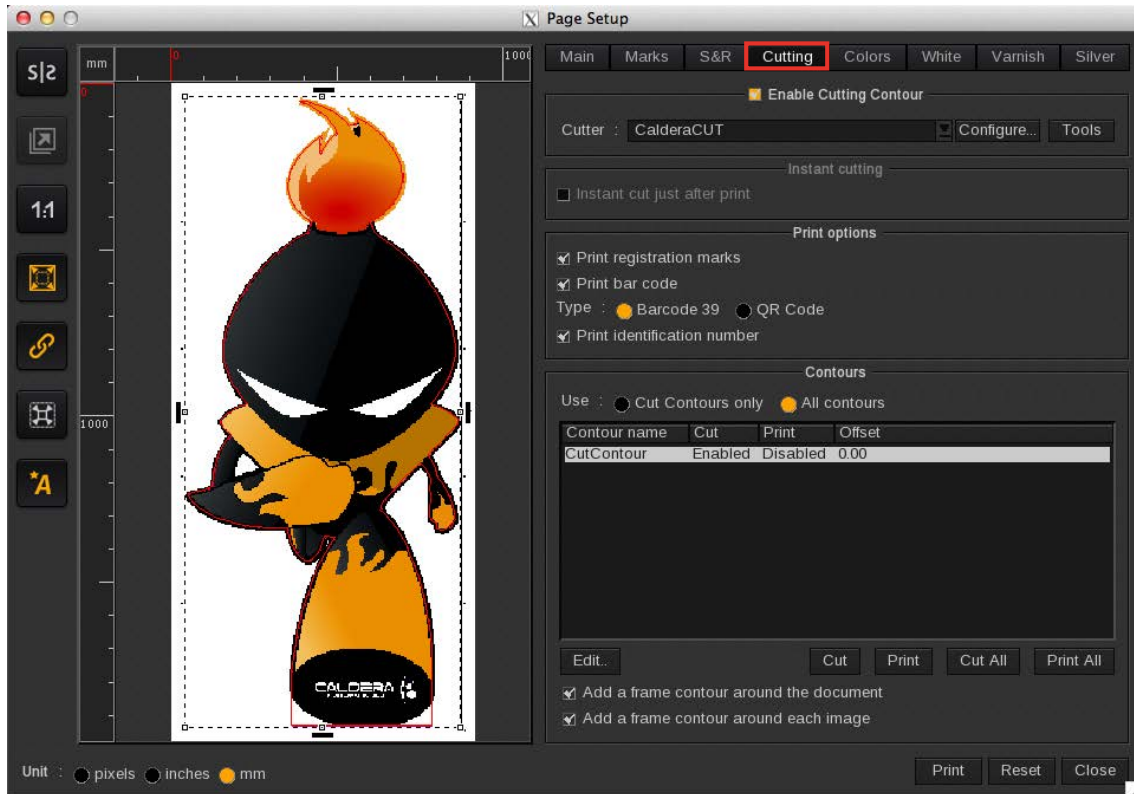 Page Setup
S|S
1:1
A
mm
0
1000
0
1000
CALDERA
Main Marks S&R Cutting Colors White Varnish Silver
Enable Cutting Contour
Cutter : CalderaCUT Configure... Tools
Instant cutting
Instant cut just after print
Print options
Print registration marks
Print bar code
Type : Barcode 39 QR Code
Print identification number
Contours
Use : Cut Contours only All contours
Contour name Cut Print Offset
CutContour Enabled Disabled 0.00
Edit.. Cut Print Cut All Print All
Add a frame contour around the document
Add a frame contour around each image
Unit : pixels inches mm
Print Reset Close